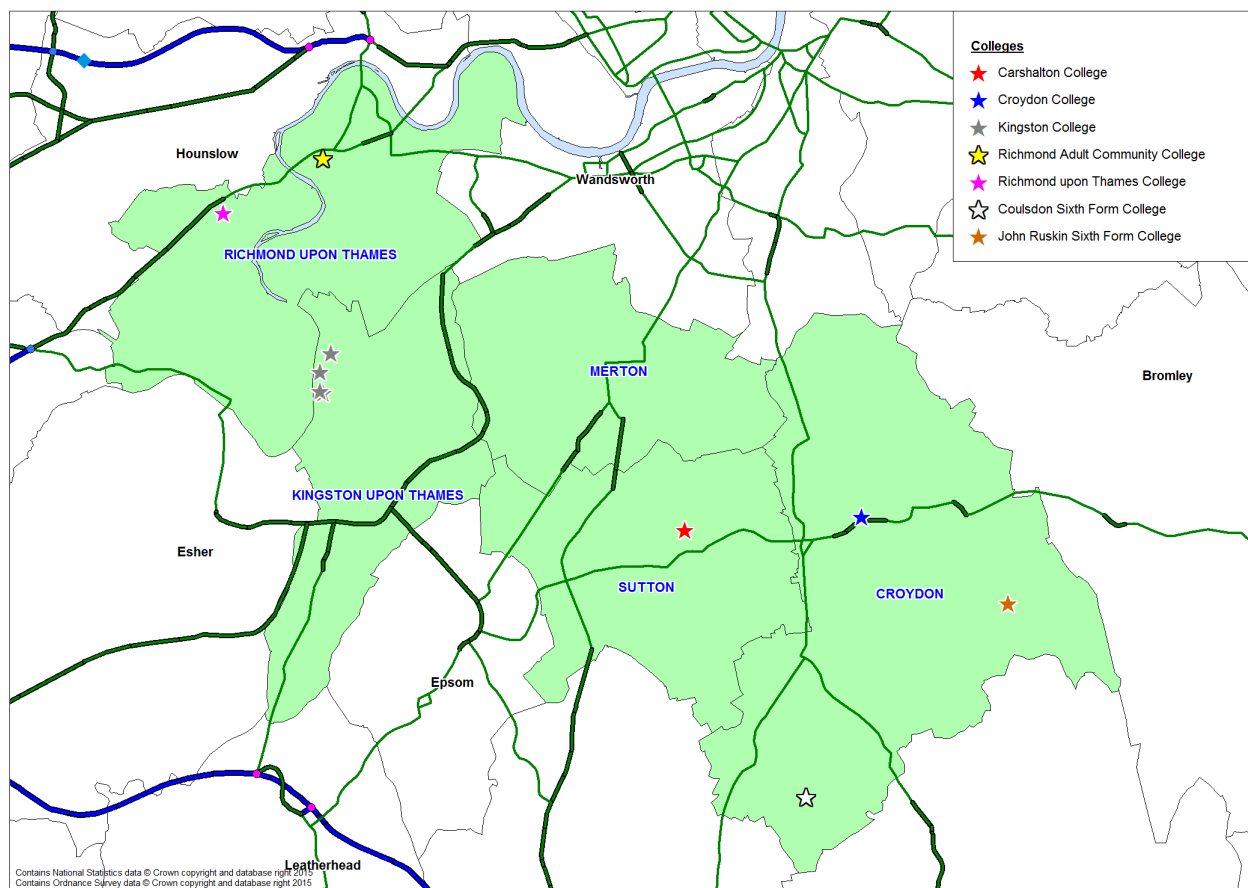 Colleges
Carshalton College
Croydon College
Kingston College
Richmond Adult Community College
Richmond upon Thames College
Coulsdon Sixth Form College
John Ruskin Sixth Form College
Hounslow
Wandsworth
RICHMOND UPON THAMES
MERTON
Bromley
KINGSTON UPON THAMES
Esher
SUTTON
CROYDON
Epsom
Leatherhead
Contains National Statistics data © Crown copyright and database right 2015
Contains Ordnance Survey data © Crown copyright and database right 2015